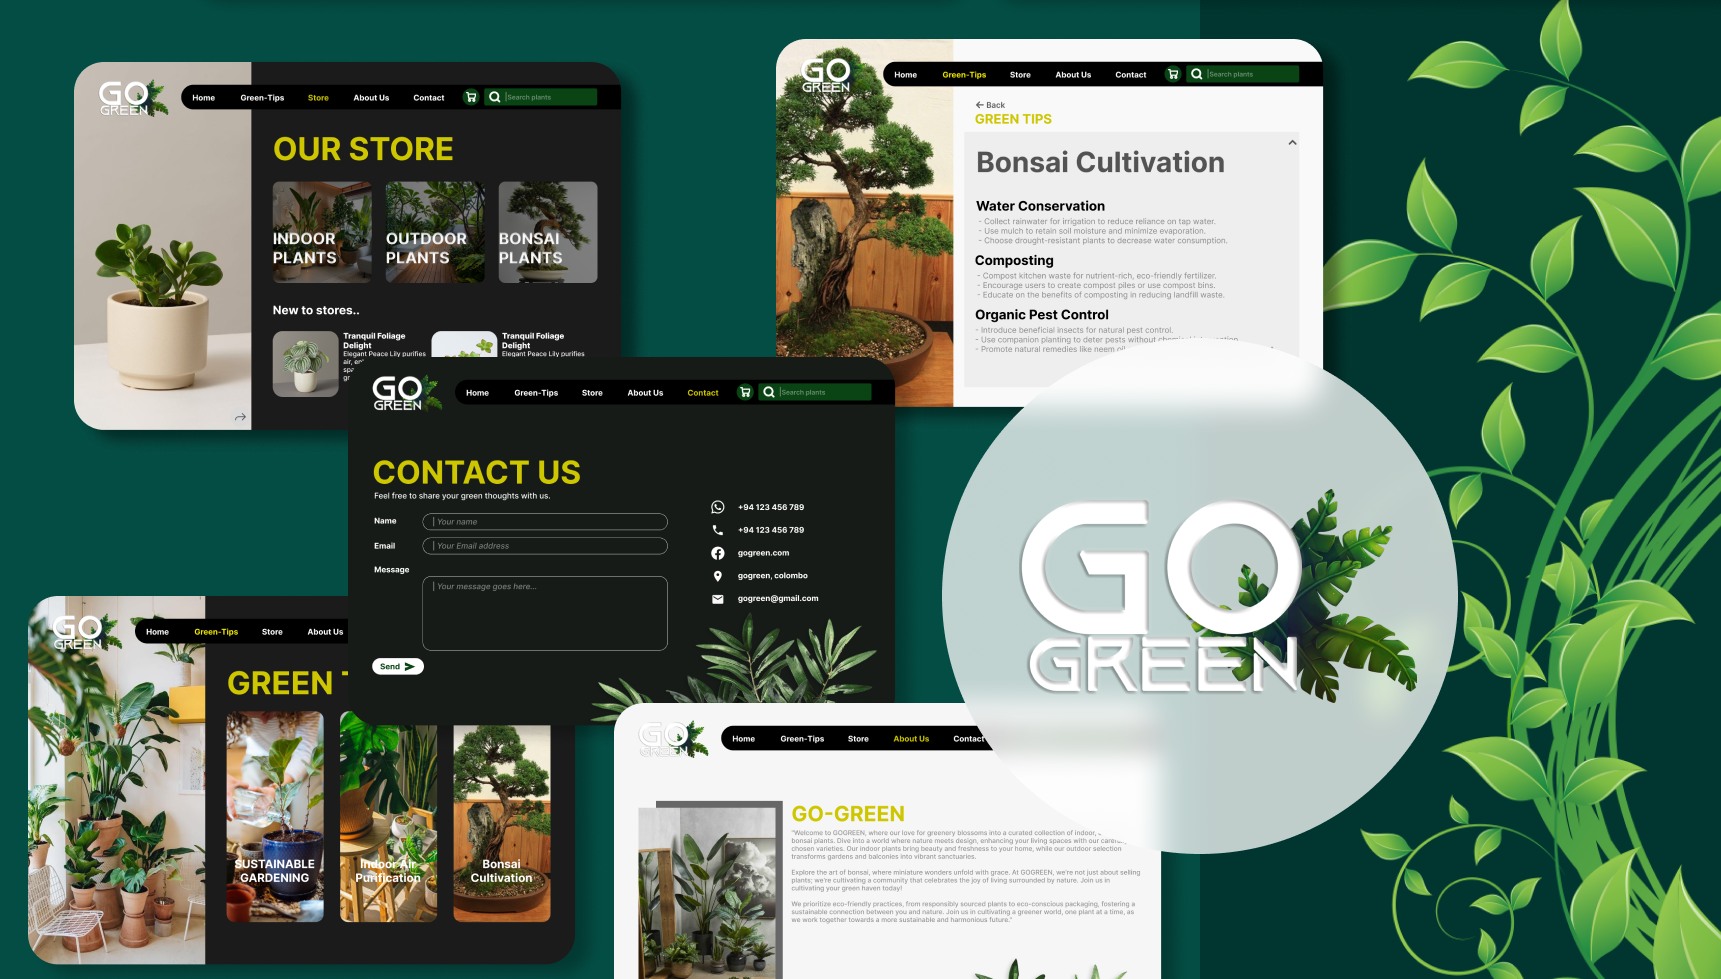 GO
GREEN
Home Green-Tips Store About Us Contact Search plants
OUR STORE
INDOOR
PLANTS
OUTDOOR
PLANTS
BONSAI
PLANTS
New to stores..
Tranquil Foliage
Delight
Elegant Peace Lily purifies
air,
Tranquil Foliage
Delight
Elegant Peace Lily purifies
GO
GREEN
Home Green-Tips Store About Us Contact Search plants
← Back
GREEN TIPS
Bonsai Cultivation
Water Conservation
- Collect rainwater for irrigation to reduce reliance on tap water.
- Use mulch to retain soil moisture and minimize evaporation.
- Choose drought-resistant plants to decrease water consumption.
Composting
- Compost kitchen waste for nutrient-rich, eco-friendly fertilizer.
- Encourage users to create compost piles or use compost bins.
- Educate on the benefits of composting in reducing landfill waste.
Organic Pest Control
- Introduce beneficial insects for natural pest control.
- Use companion planting to deter pests without
- Promote natural remedies like neem
GO
GREEN
Home Green-Tips Store About Us Contact Search plants
CONTACT US
Feel free to share your green thoughts with us.
Name Your name
Email Your Email address
Message
Your message goes here...
Send
+94 123 456 789
+94 123 456 789
gogreen.com
gogreen, colombo
gogreen@gmail.com
GO
GREEN
GO
GREEN
Home Green-Tips Store About Us
GREEN T
SUSTAINABLE
GARDENING
Indoor Air
Purification
Bonsai
Cultivation
GO
GREEN
Home Green-Tips Store About Us Contact
GO-GREEN
"Welcome to GOGREEN, where our love for greenery blossoms into a curated collection of indoor,
bonsai plants. Dive into a world where nature meets design, enhancing your living spaces with our
chosen varieties. Our indoor plants bring beauty and freshness to your home, while our outdoor selection
transforms gardens and balconies into vibrant sanctuaries.
Explore the art of bonsai, where miniature wonders unfold with grace. At GOGREEN, we're not just about selling
plants; we're cultivating a community that celebrates the joy of living surrounded by nature. Join us in
cultivating your green haven today!
We prioritize eco-friendly practices, from responsibly sourced plants to eco-conscious packaging, fostering a
sustainable connection between you and nature. Join us in cultivating a greener world, one plant at a time, as
we work together towards a more sustainable and harmonious future."